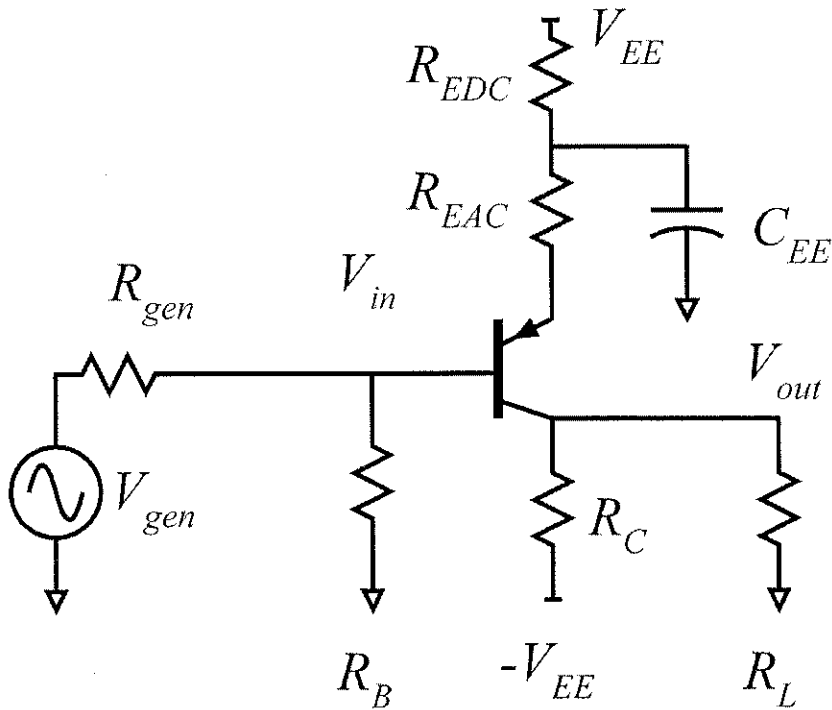 V_EE
R_EDC
R_EAC
C_EE
V_in
R_gen
V_out
V_gen
R_C
R_B
-V_EE
R_L